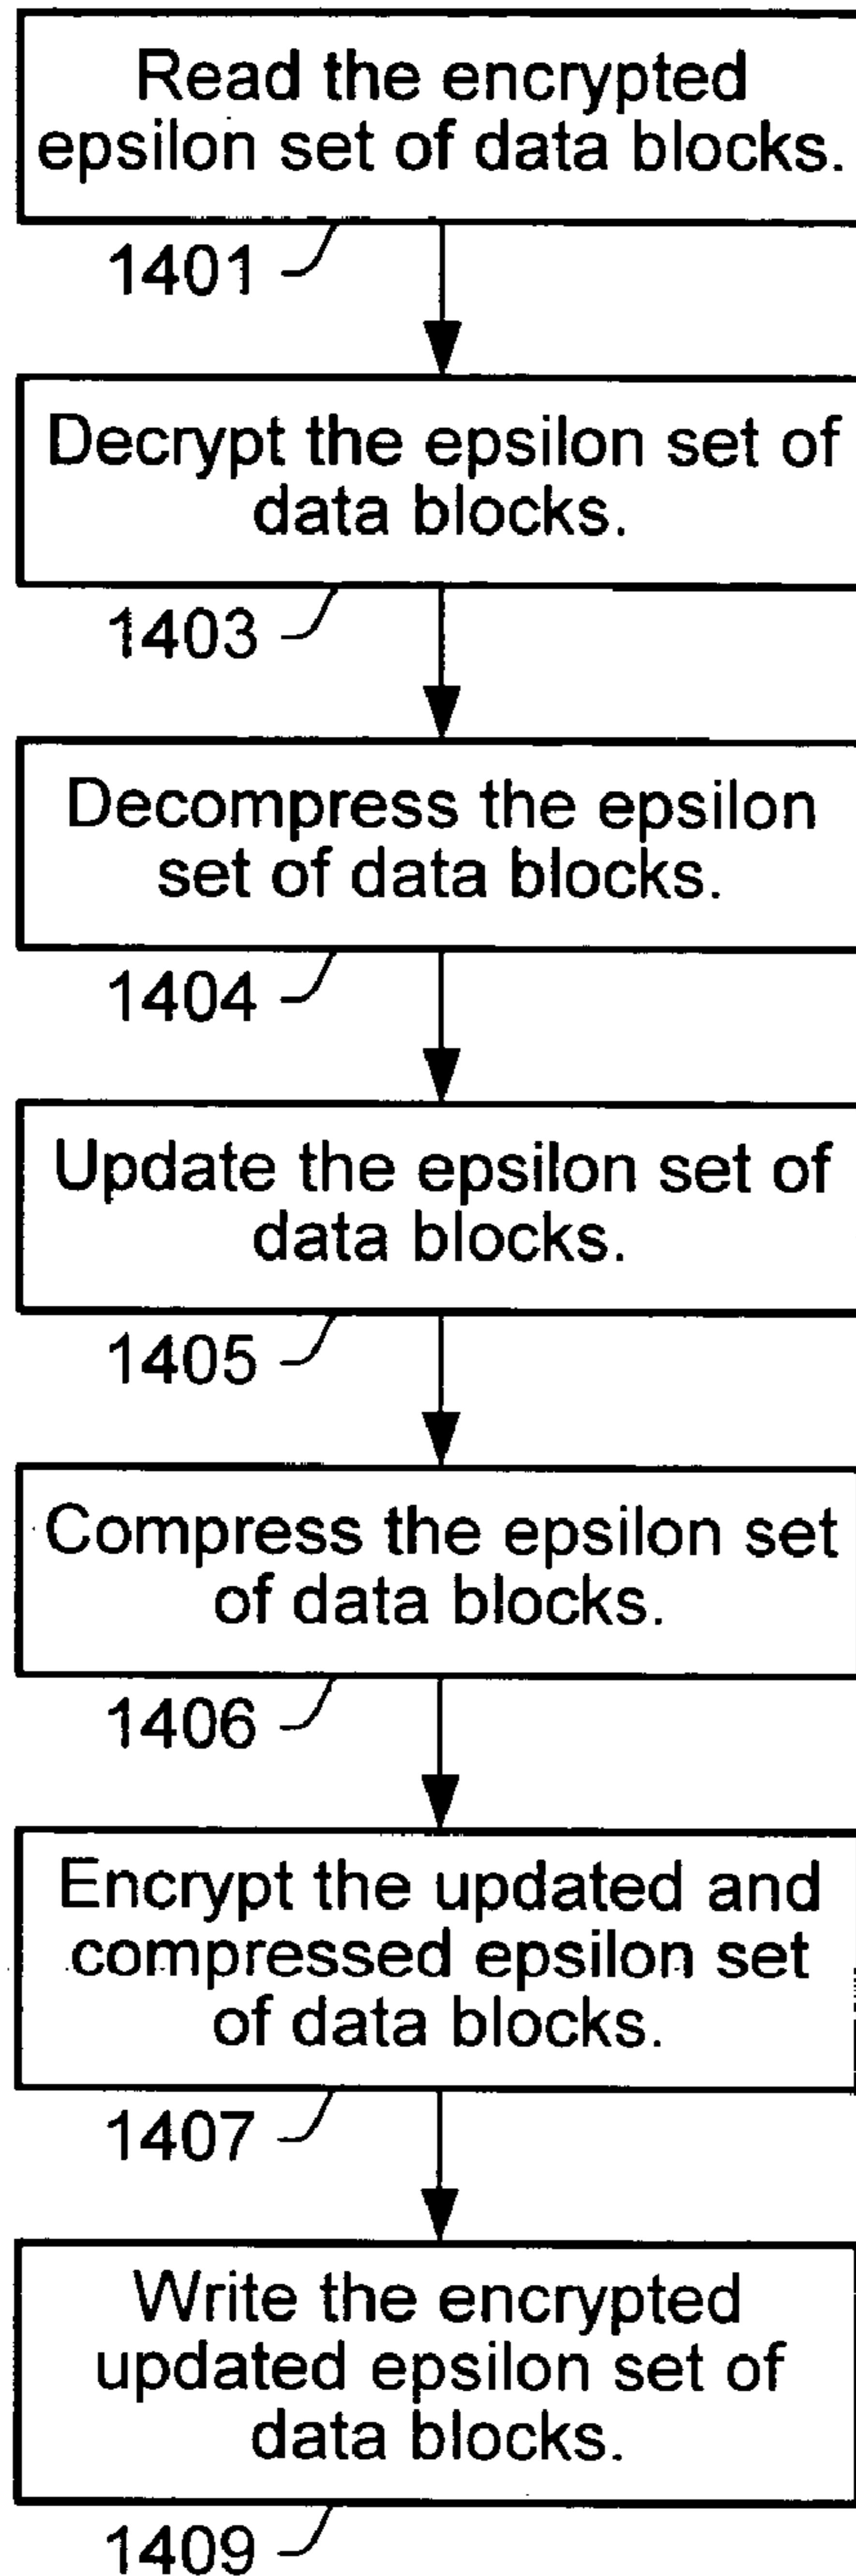 Read the encrypted
epsilon set of data blocks.
1401
Decrypt the epsilon set of
data blocks.
1403
Decompress the epsilon
set of data blocks.
1404
Update the epsilon set of
data blocks.
1405
Compress the epsilon set
of data blocks.
1406
Encrypt the updated and
compressed epsilon set
of data blocks.
1407
Write the encrypted
updated epsilon set of
data blocks.
1409